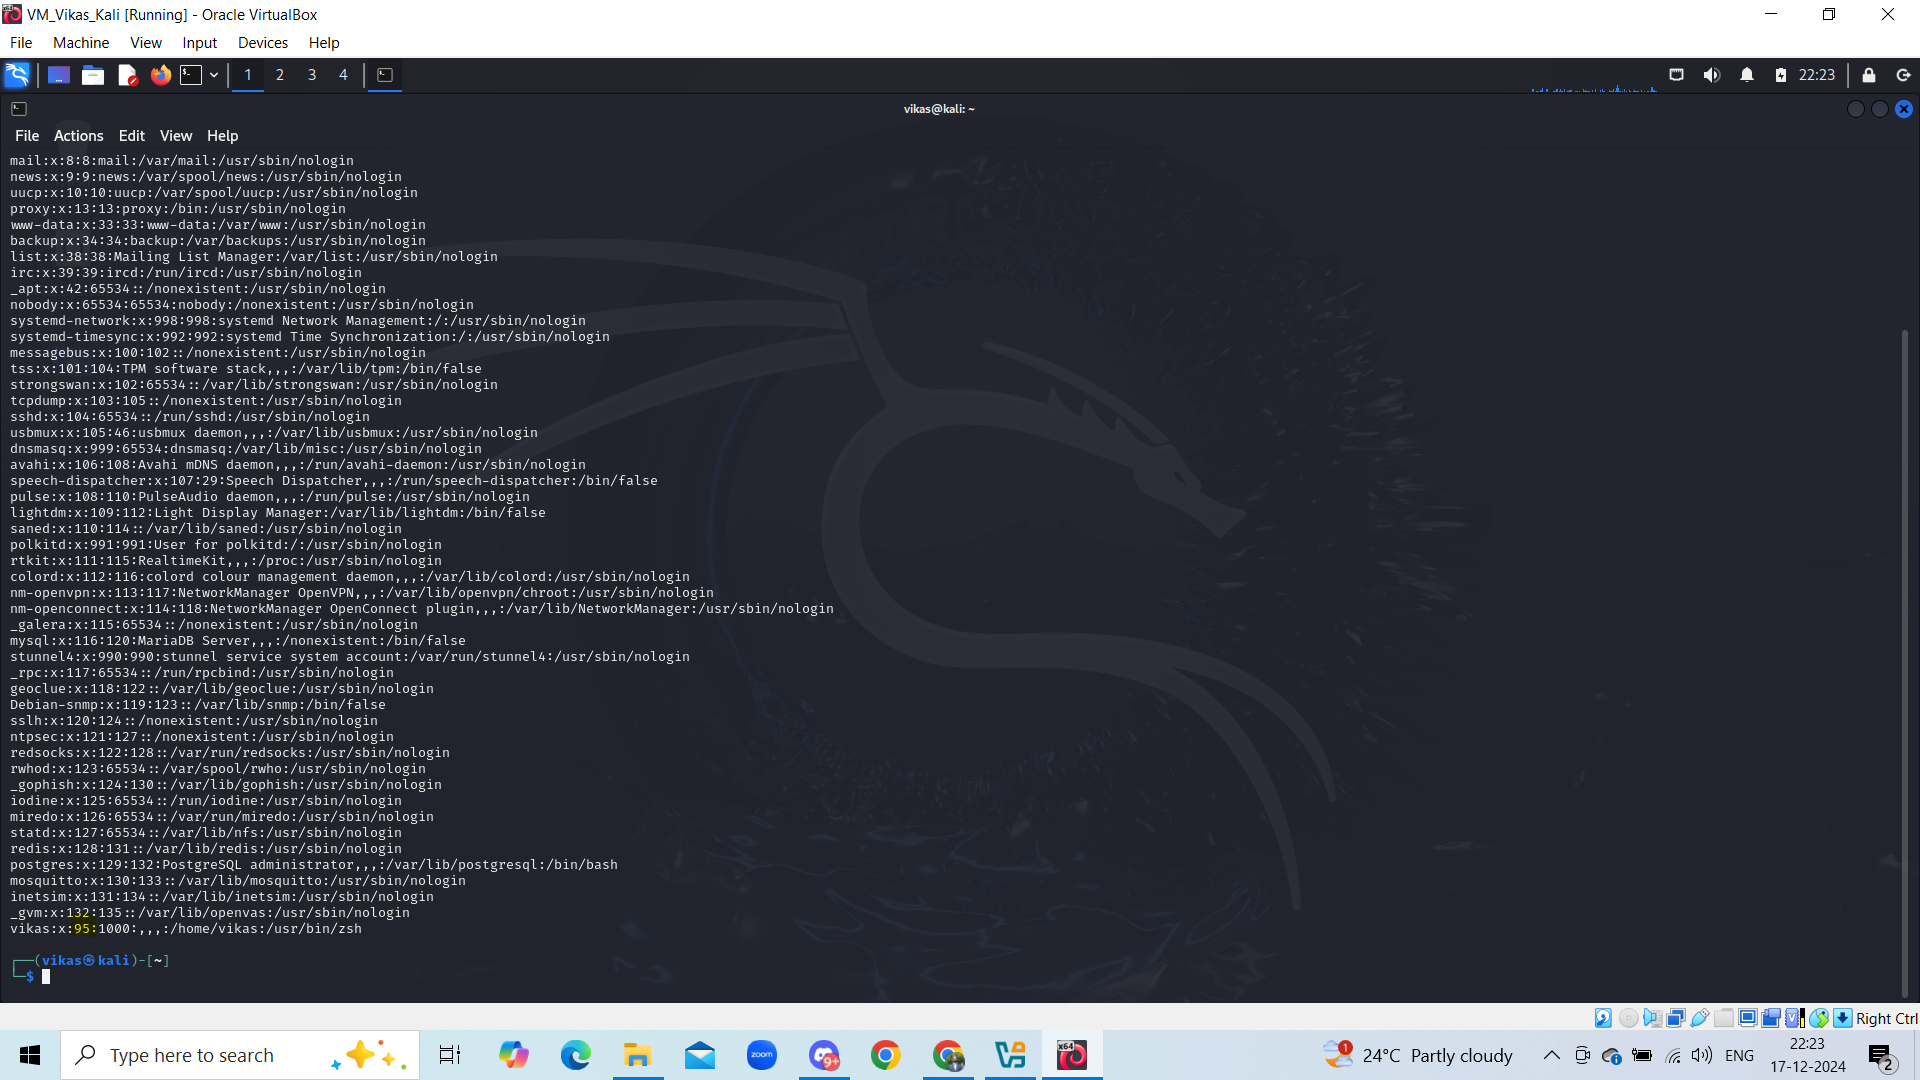 VM_Vikas_Kali [Running] - Oracle VirtualBox
File Machine View Input Devices Help
1 2 3 4 22:23
vikas@kali: ~
File Actions Edit View Help
mail:x:8:8:mail:/var/mail:/usr/sbin/nologin
news:x:9:9:news:/var/spool/news:/usr/sbin/nologin
uucp:x:10:10:uucp:/var/spool/uucp:/usr/sbin/nologin
proxy:x:13:13:proxy:/bin:/usr/sbin/nologin
www-data:x:33:33:www-data:/var/www:/usr/sbin/nologin
backup:x:34:34:backup:/var/backups:/usr/sbin/nologin
list:x:38:38:Mailing List Manager:/var/list:/usr/sbin/nologin
irc:x:39:39:ircd:/run/ircd:/usr/sbin/nologin
_apt:x:42:65534::/nonexistent:/usr/sbin/nologin
nobody:x:65534:65534:nobody:/nonexistent:/usr/sbin/nologin
systemd-network:x:998:998:systemd Network Management:/:/usr/sbin/nologin
systemd-timesync:x:992:992:systemd Time Synchronization:/:/usr/sbin/nologin
messagebus:x:100:102::/nonexistent:/usr/sbin/nologin
tss:x:101:104:TPM software stack,,,:/var/lib/tpm:/bin/false
strongswan:x:102:65534::/var/lib/strongswan:/usr/sbin/nologin
tcpdump:x:103:105::/nonexistent:/usr/sbin/nologin
sshd:x:104:65534::/run/sshd:/usr/sbin/nologin
usbmux:x:105:46:usbmux daemon,,,:/var/lib/usbmux:/usr/sbin/nologin
dnsmasq:x:999:65534:dnsmasq:/var/lib/misc:/usr/sbin/nologin
avahi:x:106:108:Avahi mDNS daemon,,,:/run/avahi-daemon:/usr/sbin/nologin
speech-dispatcher:x:107:29:Speech Dispatcher,,,:/run/speech-dispatcher:/bin/false
pulse:x:108:110:PulseAudio daemon,,,:/run/pulse:/usr/sbin/nologin
lightdm:x:109:112:Light Display Manager:/var/lib/lightdm:/bin/false
saned:x:110:114::/var/lib/saned:/usr/sbin/nologin
polkitd:x:991:991:User for polkitd:/:/usr/sbin/nologin
rtkit:x:111:115:RealtimeKit,,,:/proc:/usr/sbin/nologin
colord:x:112:116:colord colour management daemon,,,:/var/lib/colord:/usr/sbin/nologin
nm-openvpn:x:113:117:NetworkManager OpenVPN,,,:/var/lib/openvpn/chroot:/usr/sbin/nologin
nm-openconnect:x:114:118:NetworkManager OpenConnect plugin,,,:/var/lib/NetworkManager:/usr/sbin/nologin
_galera:x:115:65534::/nonexistent:/usr/sbin/nologin
mysql:x:116:120:MariaDB Server,,,:/nonexistent:/bin/false
stunnel4:x:990:990:stunnel service system account:/var/run/stunnel4:/usr/sbin/nologin
_rpc:x:117:65534::/run/rpcbind:/usr/sbin/nologin
geoclue:x:118:122::/var/lib/geoclue:/usr/sbin/nologin
Debian-snmp:x:119:123::/var/lib/snmp:/bin/false
sslh:x:120:124::/nonexistent:/usr/sbin/nologin
ntpsec:x:121:127::/nonexistent:/usr/sbin/nologin
redsocks:x:122:128::/var/run/redsocks:/usr/sbin/nologin
rwhod:x:123:65534::/var/spool/rwho:/usr/sbin/nologin
_gophish:x:124:130::/var/lib/gophish:/usr/sbin/nologin
iodine:x:125:65534::/run/iodine:/usr/sbin/nologin
miredo:x:126:65534::/var/run/miredo:/usr/sbin/nologin
statd:x:127:65534::/var/lib/nfs:/usr/sbin/nologin
redis:x:128:131::/var/lib/redis:/usr/sbin/nologin
postgres:x:129:132:PostgreSQL administrator,,,:/var/lib/postgresql:/bin/bash
mosquitto:x:130:133::/var/lib/mosquitto:/usr/sbin/nologin
inetsim:x:131:134::/var/lib/inetsim:/usr/sbin/nologin
_gvm:x:132:135::/var/lib/openvas:/usr/sbin/nologin
vikas:x:95:1000:,,,:/home/vikas:/usr/bin/zsh
┌──(vikas㉿kali)-[~]
└─$
Right Ctrl
Type here to search
zoom
9+
x64
1
24°C Partly cloudy
ENG
22:23
17-12-2024
2